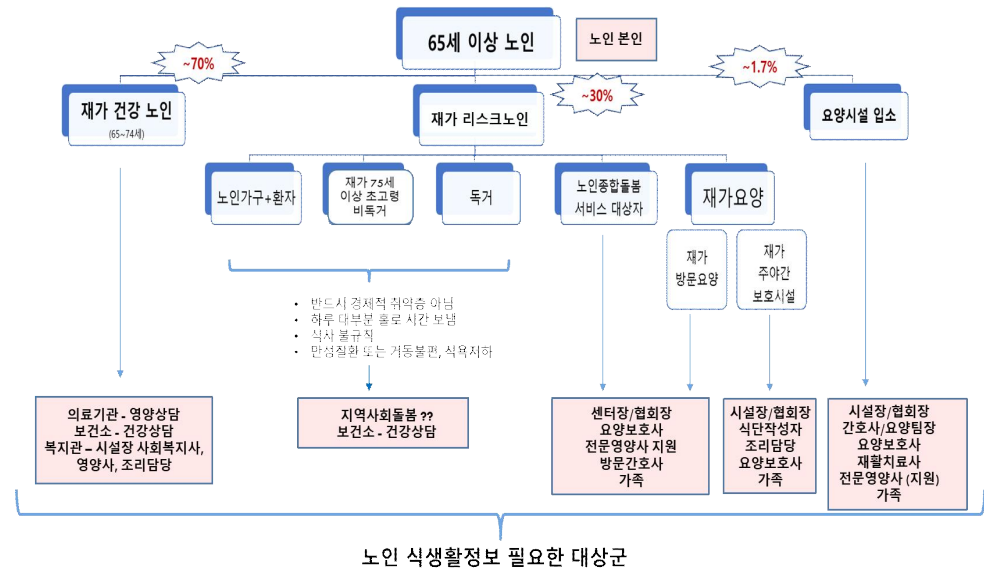 65세 이상 노인
노인 본인
~70%
~30%
~1.7%
재가 건강 노인
(65~74세)
재가 리스크노인
요양시설 입소
노인가구+환자
재가 75세
이상 초고령
비독거
독거
노인종합돌봄
서비스 대상자
재가요양
재가
방문요양
재가
주야간
보호시설
• 반드시 경제적 취약층 아님
• 하루 대부분 홀로 시간 보냄
• 식사 불규칙
• 만성질환 또는 거동불편, 식욕저하
의료기관 - 영양상담
보건소 - 건강상담
복지관 – 시설장 사회복지사,
영양사, 조리담당
지역사회돌봄 ??
보건소 - 건강상담
센터장/협회장
요양보호사
전문영양사 지원
방문간호사
가족
시설장/협회장
식단작성자
조리담당
요양보호사
가족
시설장/협회장
간호사/요양팀장
요양보호사
재활치료사
전문영양사 (지원)
가족
노인 식생활정보 필요한 대상군